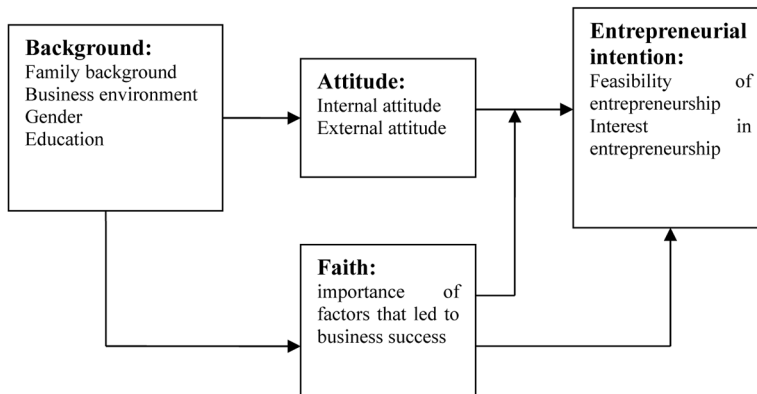 Background:
Family background
Business environment
Gender
Education
Attitude:
Internal attitude
External attitude
Entrepreneurial
intention:
Feasibility of
entrepreneurship
Interest in
entrepreneurship
Faith:
importance of
factors that led to
business success